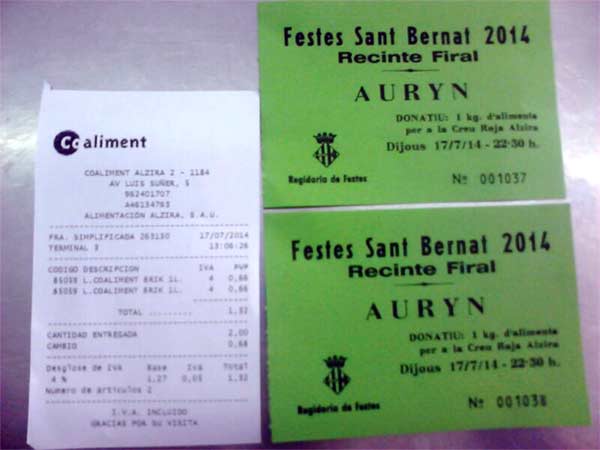 Coaliment
COALIMENT ALZIRA 2 - 1184
AV LUIS SUÑER, 5
962401707
A46134763
ALIMENTACIÓN ALZIRA, S.A.U.
FRA. SIMPLIFICADA 263130 17/07/2014
TERMINAL 3 13:06:26
CODIGO DESCRIPCION IVA PVP
85059 L.COALIMENT BRIK 1L. 4 0,66
85059 L.COALIMENT BRIK 1L. 4 0,66
TOTAL ........ 1,32
CANTIDAD ENTREGADA 2,00
CAMBIO 0,68
Desglose de IVA Base Iva Total
4 % 1,27 0,05 1,32
Numero de articulos 2
I.V.A. INCLUIDO
GRACIAS POR SU VISITA
Festes Sant Bernat 2014
Recinte Firal
AURYN
DONATIU: 1 kg. d'aliments
per a la Creu Roja Alzira
Dijous 17/7/14 - 22:30 h.
Regidoria de Festes
Nº 001037
Festes Sant Bernat 2014
Recinte Firal
AURYN
DONATIU: 1 kg. d'aliments
per a la Creu Roja Alzira
Dijous 17/7/14 - 22:30 h.
Regidoria de Festes
Nº 001038